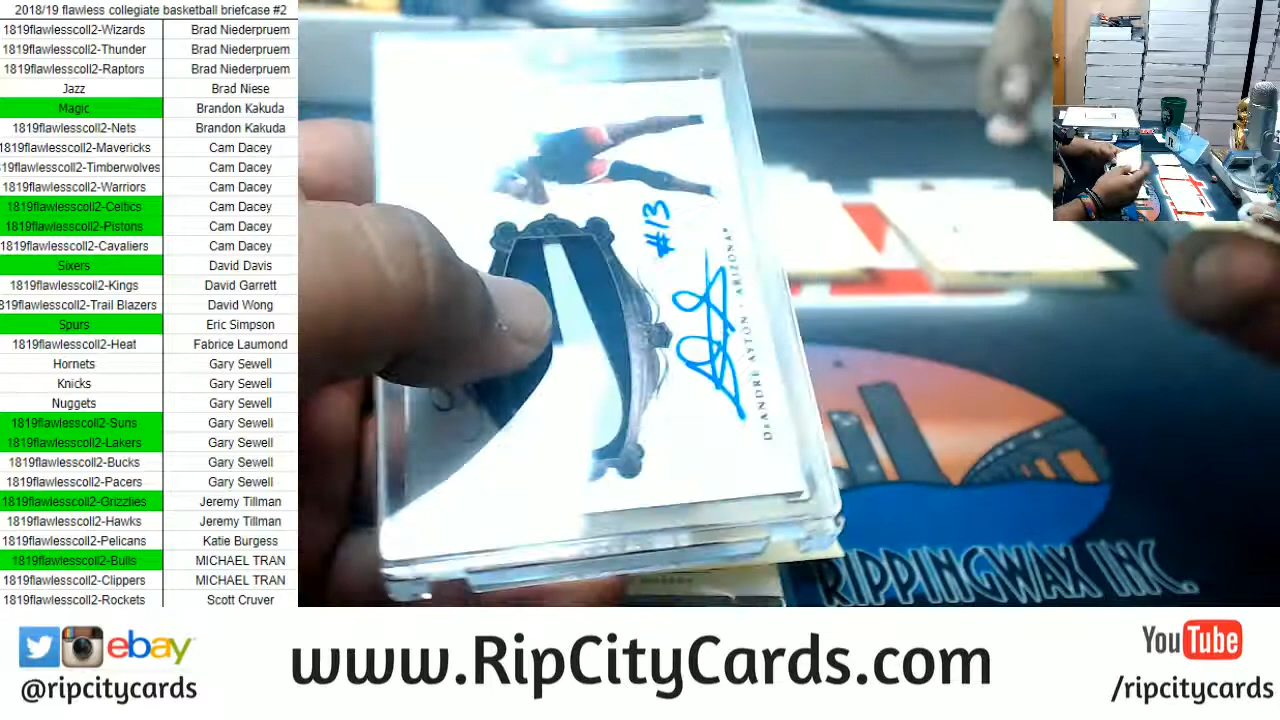 2018/19 flawless collegiate basketball briefcase #2
1819flawlesscoll2-Wizards Brad Niederpruem
1819flawlesscoll2-Thunder Brad Niederpruem
1819flawlesscoll2-Raptors Brad Niederpruem
Jazz Brad Niese
Magic Brandon Kakuda
1819flawlesscoll2-Nets Brandon Kakuda
1819flawlesscoll2-Mavericks Cam Dacey
1819flawlesscoll2-Timberwolves Cam Dacey
1819flawlesscoll2-Warriors Cam Dacey
1819flawlesscoll2-Celtics Cam Dacey
1819flawlesscoll2-Pistons Cam Dacey
1819flawlesscoll2-Cavaliers Cam Dacey
Sixers David Davis
1819flawlesscoll2-Kings David Garrett
1819flawlesscoll2-Trail Blazers David Wong
Spurs Eric Simpson
1819flawlesscoll2-Heat Fabrice Laumond
Hornets Gary Sewell
Knicks Gary Sewell
Nuggets Gary Sewell
1819flawlesscoll2-Suns Gary Sewell
1819flawlesscoll2-Lakers Gary Sewell
1819flawlesscoll2-Bucks Gary Sewell
1819flawlesscoll2-Pacers Gary Sewell
1819flawlesscoll2-Grizzlies Jeremy Tillman
1819flawlesscoll2-Hawks Jeremy Tillman
1819flawlesscoll2-Pelicans Katie Burgess
1819flawlesscoll2-Bulls MICHAEL TRAN
1819flawlesscoll2-Clippers MICHAEL TRAN
1819flawlesscoll2-Rockets Scott Cruver
#13
DEANDRE AYTON · ARIZONA
RIPPINGWAX INC.
ebay
@ripcitycards
www.RipCityCards.com
YouTube
/ripcitycards